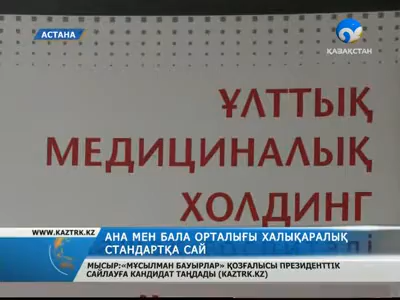 АСТАНА
ҚАЗАҚСТАН
ҰЛТТЫҚ
МЕДИЦИНАЛЫҚ
ХОЛДИНГ
WWW.KAZTRK.KZ
АНА МЕН БАЛА ОРТАЛЫҒЫ ХАЛЫҚАРАЛЫҚ
СТАНДАРТҚА САЙ
МЫСЫР:«МҰСЫЛМАН БАУЫРЛАР» ҚОЗҒАЛЫСЫ ПРЕЗИДЕНТТІК
САЙЛАУҒА КАНДИДАТ ТАҢДАДЫ (KAZTRK.KZ)